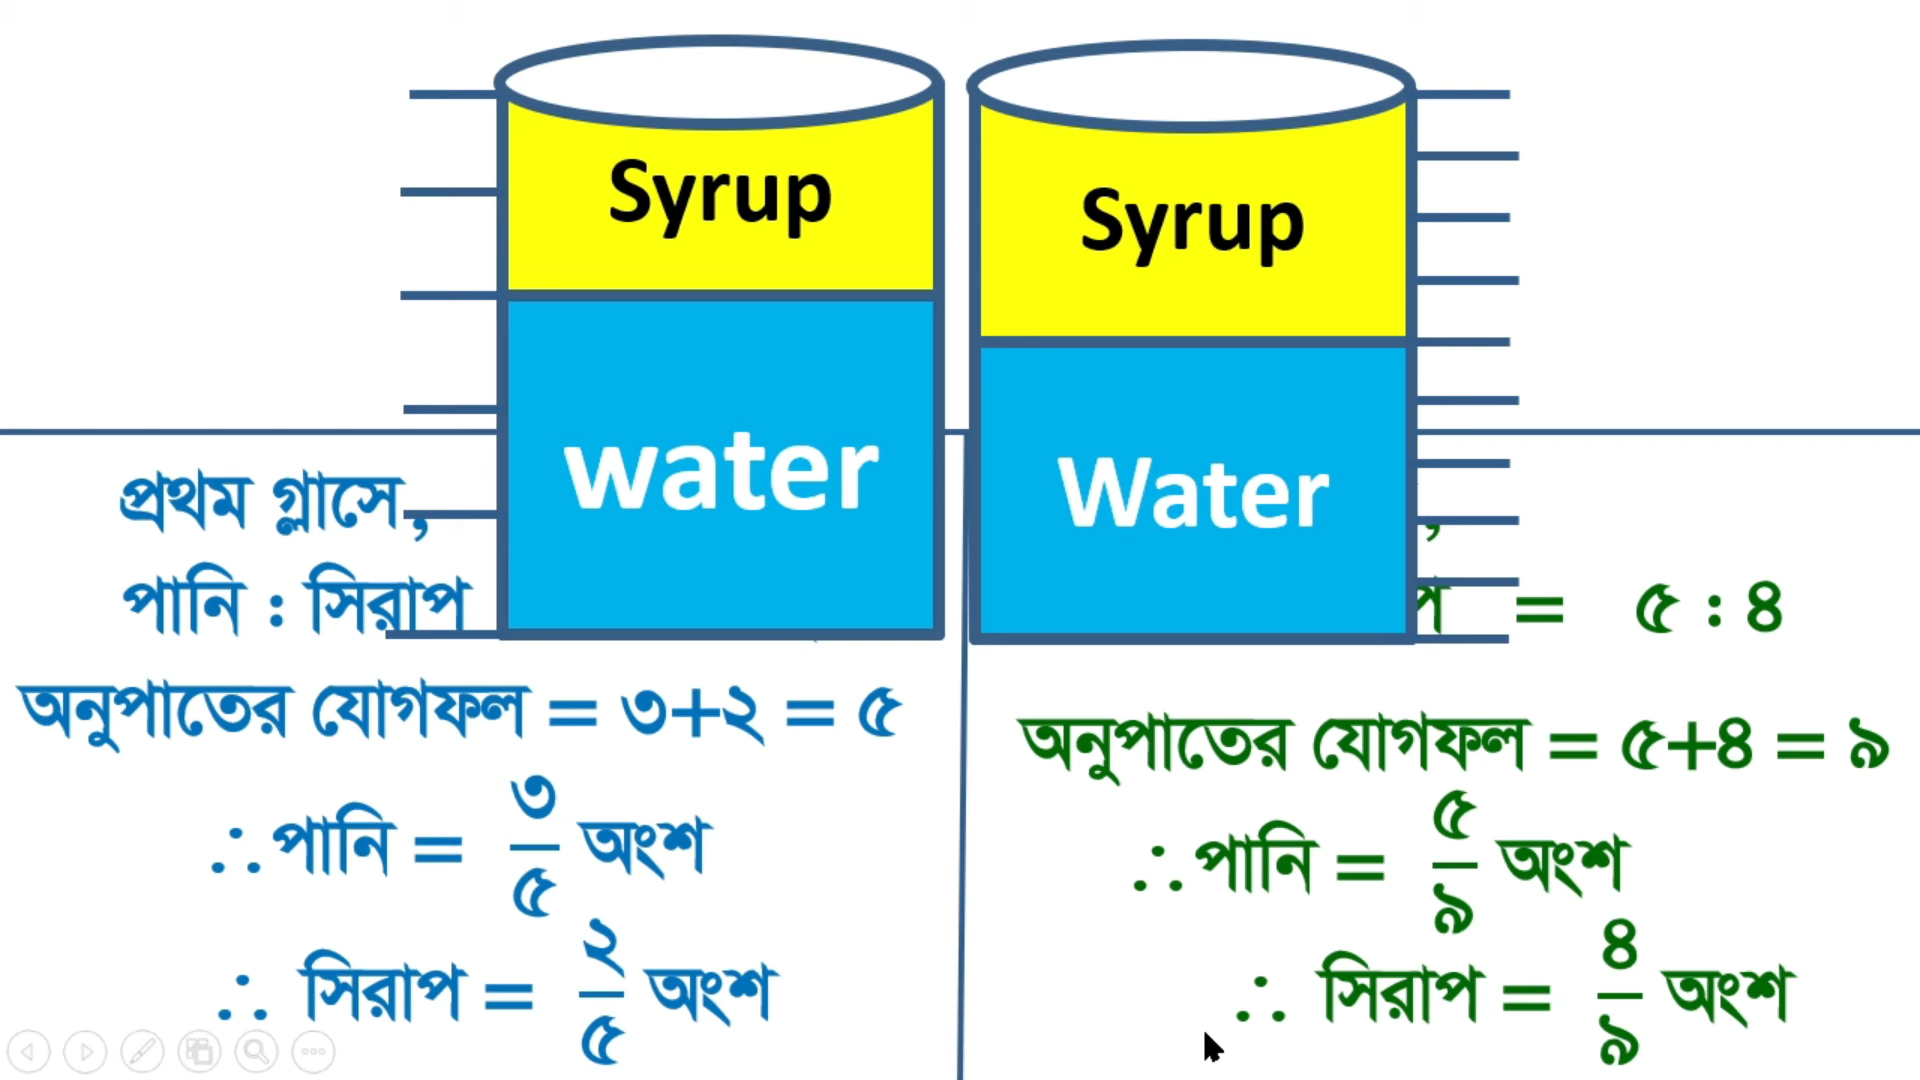 Syrup
Syrup
water
Water
প্রথম গ্লাসে,
পানি : সিরাপ
= ৫ : ৪
অনুপাতের যোগফল = ৩+২ = ৫
∴ পানি = ৩/৫ অংশ
∴ সিরাপ = ২/৫ অংশ
অনুপাতের যোগফল = ৫+৪ = ৯
∴ পানি = ৫/৯ অংশ
∴ সিরাপ = ৪/৯ অংশ